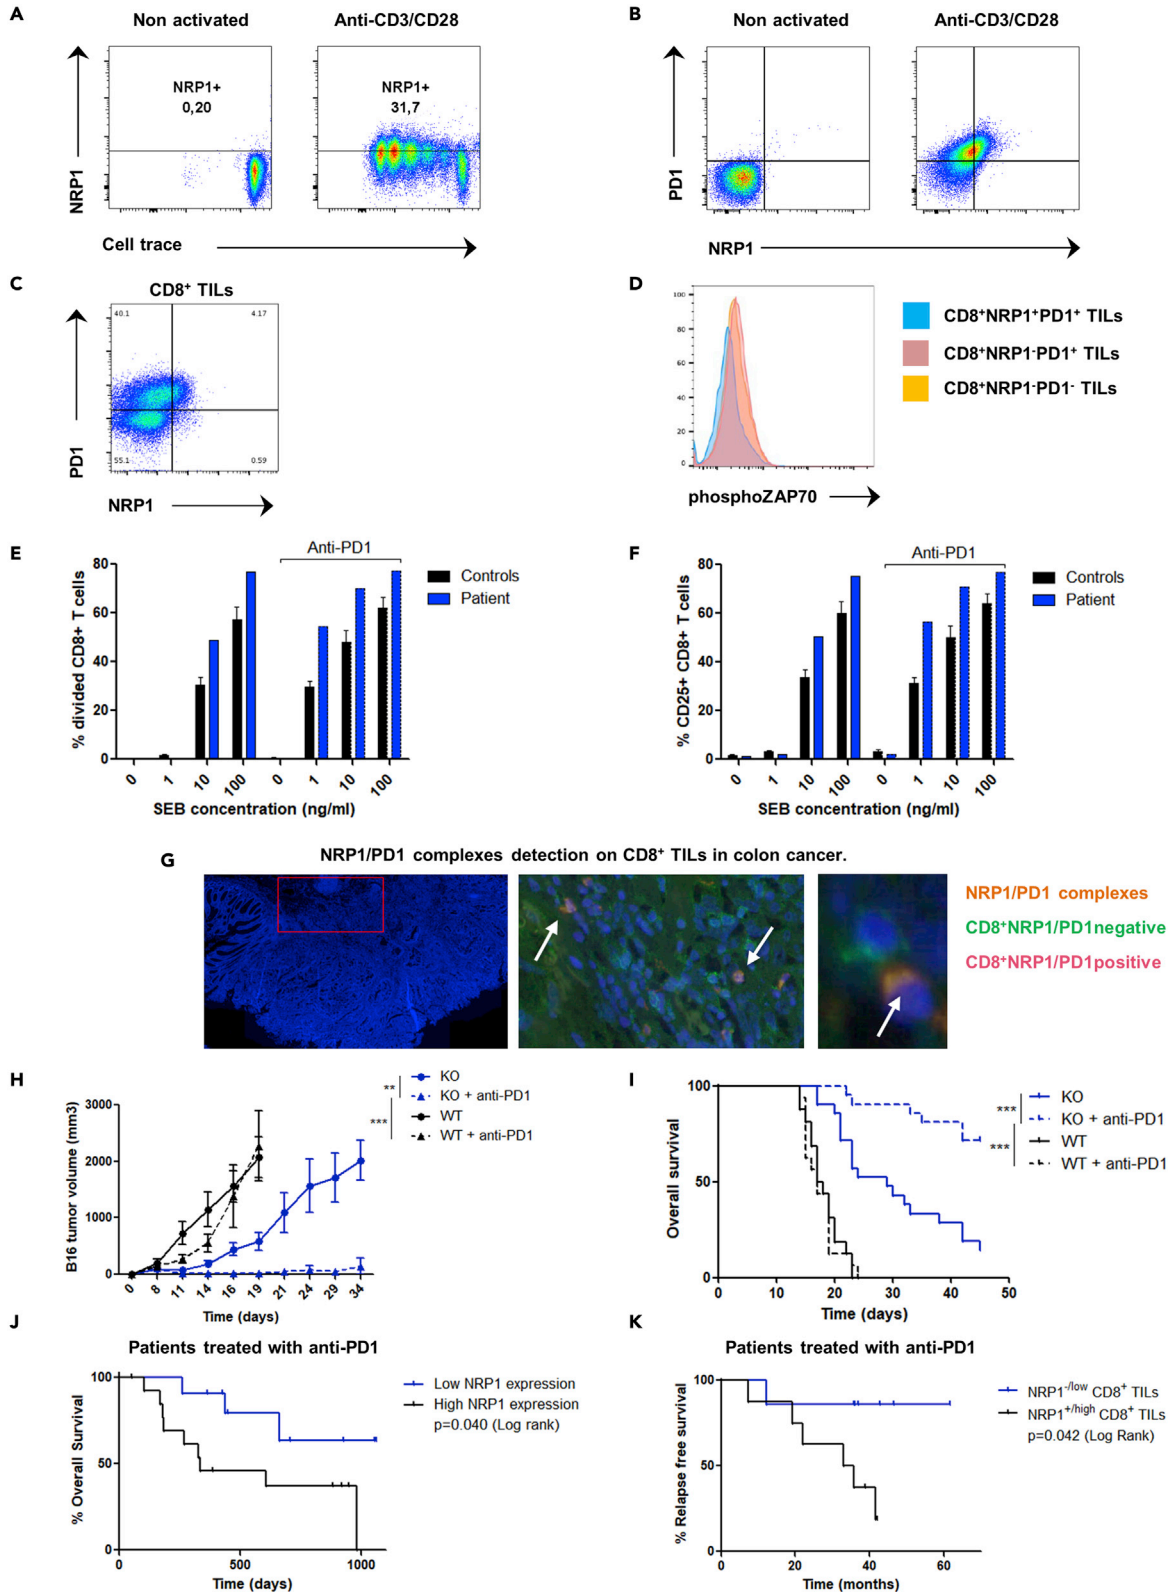 A
Non activated
Anti-CD3/CD28
NRP1+
0,20
NRP1+
31,7
NRP1
Cell trace
B
Non activated
Anti-CD3/CD28
PD1
NRP1
C
CD8+ TILs
40.1
4.17
55.1
0.59
PD1
NRP1
D
100
80
60
40
20
0
phosphoZAP70
CD8+NRP1+PD1+ TILs
CD8+NRP1-PD1+ TILs
CD8+NRP1-PD1- TILs
E
Anti-PD1
% divided CD8+ T cells
80
60
40
20
0
0 1 10 100 0 1 10 100
SEB concentration (ng/ml)
Controls
Patient
F
Anti-PD1
% CD25+ CD8+ T cells
80
60
40
20
0
0 1 10 100 0 1 10 100
SEB concentration (ng/ml)
Controls
Patient
G
NRP1/PD1 complexes detection on CD8+ TILs in colon cancer.
NRP1/PD1 complexes
CD8+NRP1/PD1negative
CD8+NRP1/PD1positive
H
B16 tumor volume (mm3)
3000
2000
1000
0
0 8 11 14 16 19 21 24 29 34
Time (days)
KO
** KO + anti-PD1
*** WT
WT + anti-PD1
I
Overall survival
100
50
0
0 10 20 30 40 50
Time (days)
KO
*** KO + anti-PD1
*** WT
WT + anti-PD1
J
Patients treated with anti-PD1
% Overall Survival
100
50
0
0 500 1000
Time (days)
Low NRP1 expression
High NRP1 expression
p=0.040 (Log rank)
K
Patients treated with anti-PD1
% Relapse free survival
100
50
0
0 20 40 60
Time (months)
NRP1-/low CD8+ TILs
NRP1+/high CD8+ TILs
p=0.042 (Log Rank)